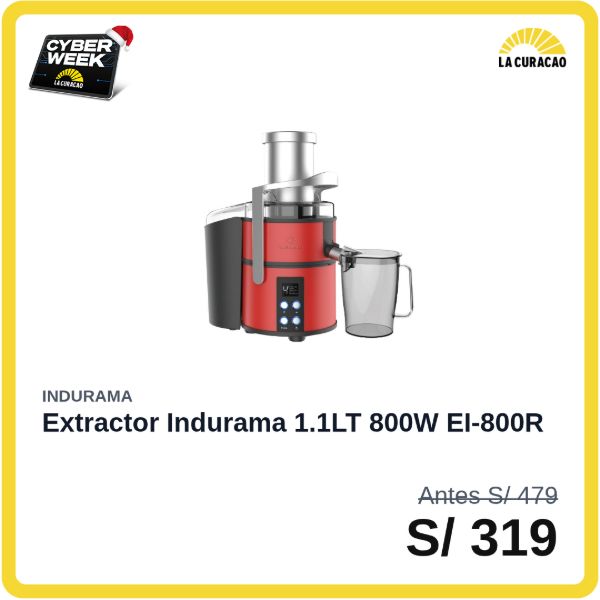 CYBER
WEEK
LA CURACAO
LA CURACAO
INDURAMA
Extractor Indurama 1.1LT 800W EI-800R
Antes S/ 479
S/ 319